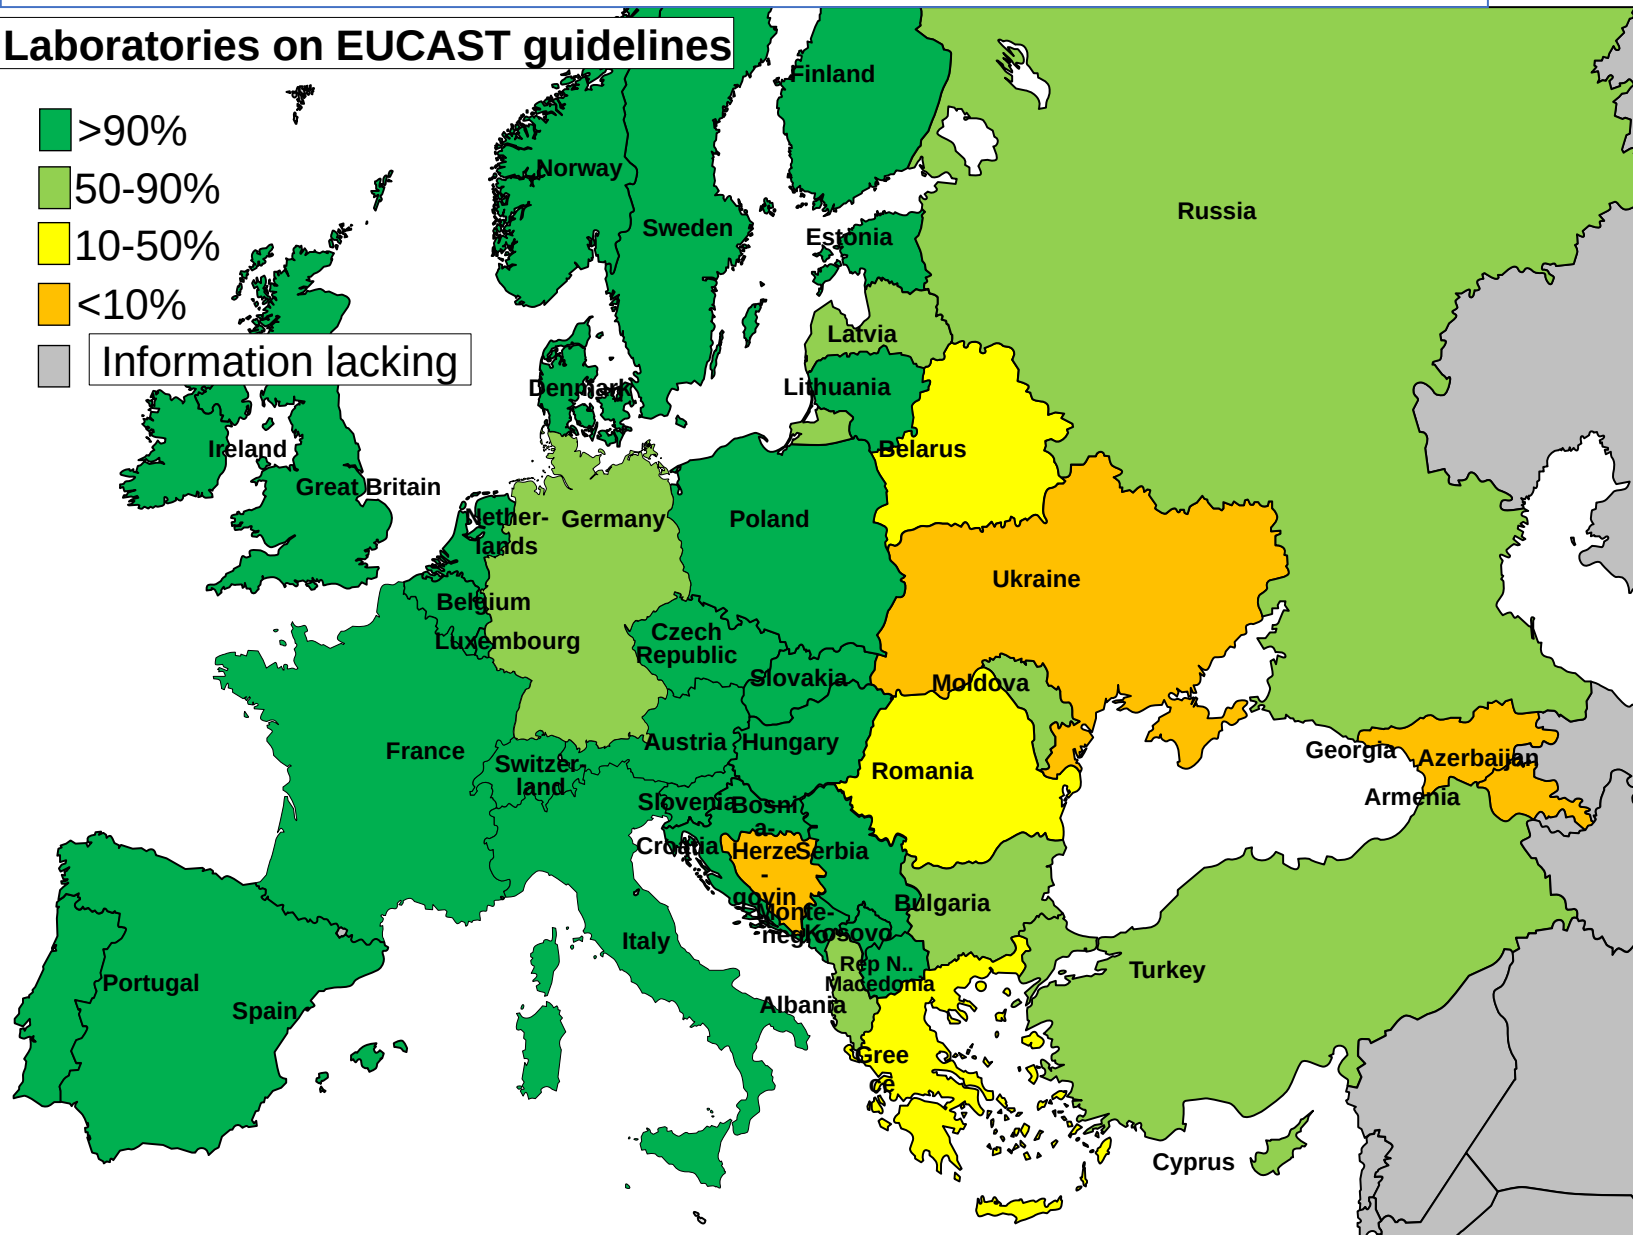 Laboratories on EUCAST guidelines
>90%
50-90%
10-50%
<10%
Information lacking
Finland
Norway
Sweden
Russia
Estonia
Latvia
Lithuania
Denmark
Ireland
Great Britain
Belarus
Nether-
lands
Germany
Poland
Ukraine
Belgium
Luxembourg
Czech
Republic
Slovakia
Moldova
France
Switzer-
land
Austria
Hungary
Romania
Georgia
Azerbaijan
Armenia
Slovenia
Bosni
a-
Herze
-
govin
Croatia
Serbia
Monte-
negro
Kosovo
Bulgaria
Italy
Rep N..
Macedonia
Albania
Portugal
Spain
Turkey
Gree
ce
Cyprus